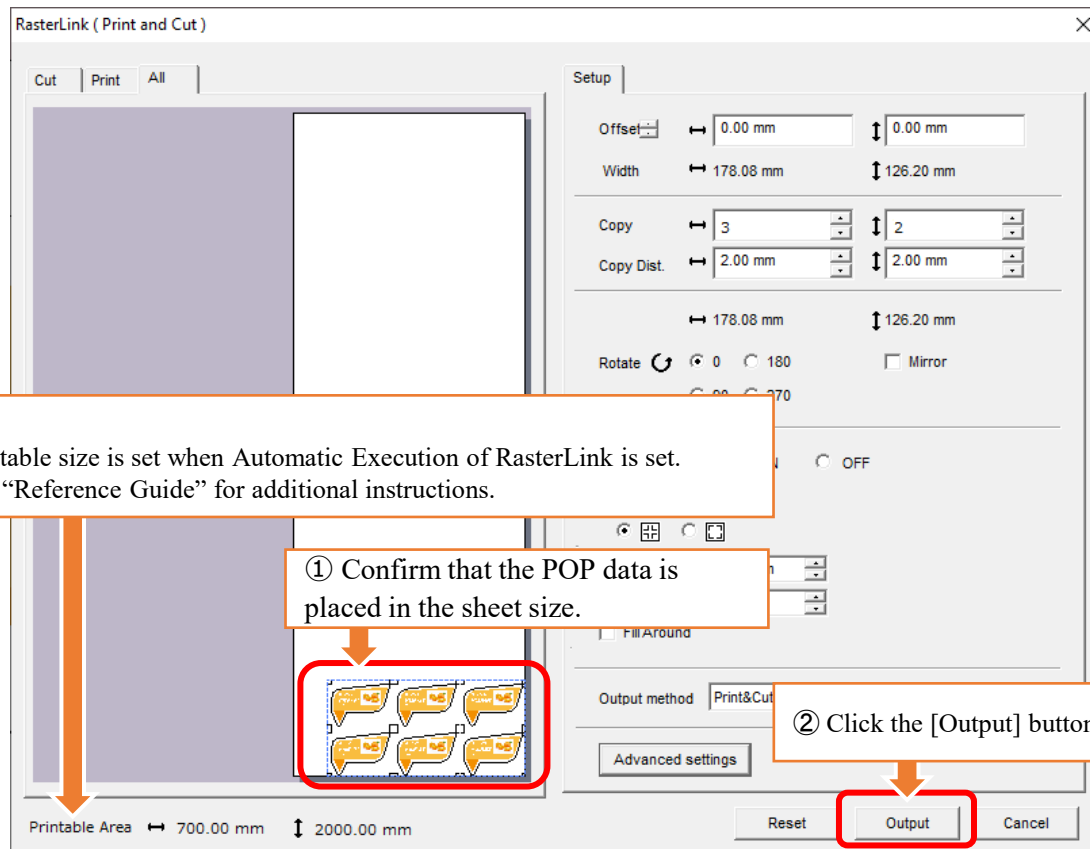 RasterLink ( Print and Cut )
Cut Print All
Setup
Offset 0.00 mm 0.00 mm
Width 178.08 mm 126.20 mm
Copy 3 2
Copy Dist. 2.00 mm 2.00 mm
178.08 mm 126.20 mm
Rotate 0 180 Mirror
90 270
table size is set when Automatic Execution of RasterLink is set.
“Reference Guide” for additional instructions.
OFF
① Confirm that the POP data is
placed in the sheet size.
Fill Around
Output method Print&Cut
② Click the [Output] button
Advanced settings
Printable Area 700.00 mm 2000.00 mm
Reset Output Cancel